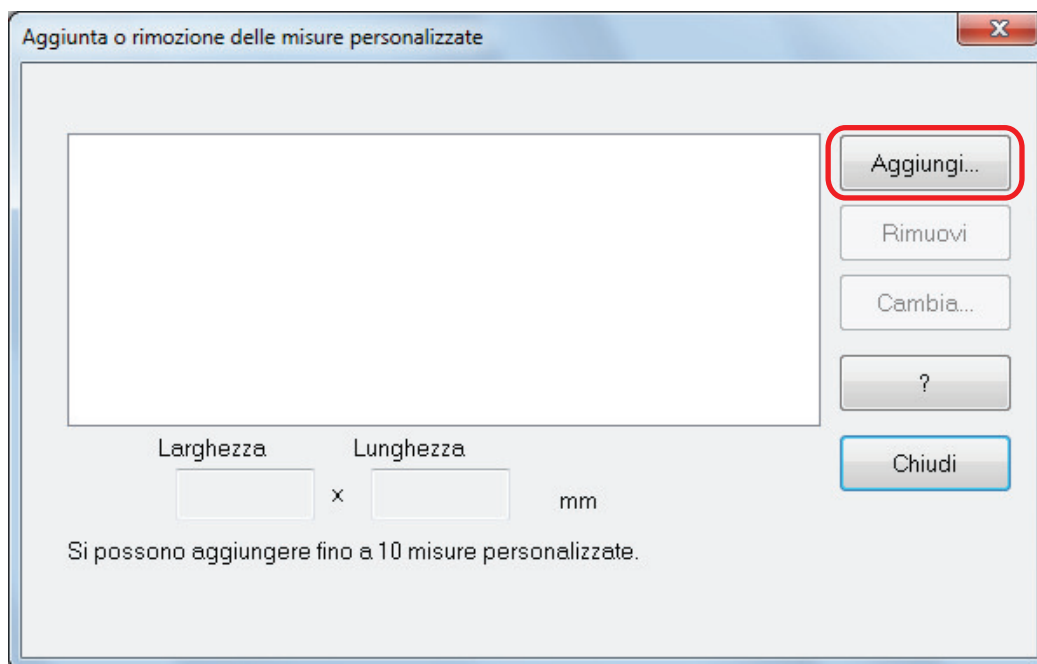 Aggiunta o rimozione delle misure personalizzate
Aggiungi...
Rimuovi
Cambia...
?
Chiudi
Larghezza Lunghezza
x mm
Si possono aggiungere fino a 10 misure personalizzate.